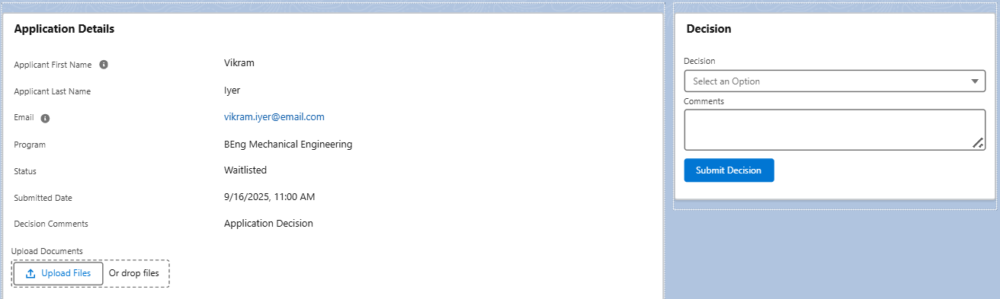 Application Details
Applicant First Name Vikram
Applicant Last Name Iyer
Email vikram.iyer@email.com
Program BEng Mechanical Engineering
Status Waitlisted
Submitted Date 9/16/2025, 11:00 AM
Decision Comments Application Decision
Upload Documents
Upload Files Or drop files
Decision
Decision
Select an Option
Comments
Submit Decision